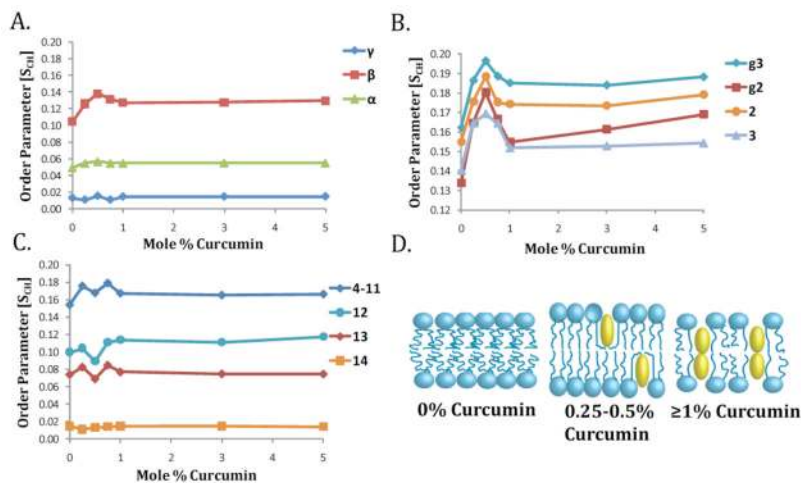 A.
Order Parameter [SCH]
0.20
0.18
0.16
0.14
0.12
0.10
0.08
0.06
0.04
0.02
0.00
0 1 2 3 4 5
Mole % Curcumin
γ
β
α
B.
Order Parameter [SCH]
0.20
0.19
0.18
0.17
0.16
0.15
0.14
0.13
0.12
0 1 2 3 4 5
Mole % Curcumin
g3
2
g2
3
C.
Order Parameter [SCH]
0.20
0.18
0.16
0.14
0.12
0.10
0.08
0.06
0.04
0.02
0.00
0 1 2 3 4 5
Mole % Curcumin
4-11
12
13
14
D.
0% Curcumin
0.25-0.5%
Curcumin
≥1% Curcumin